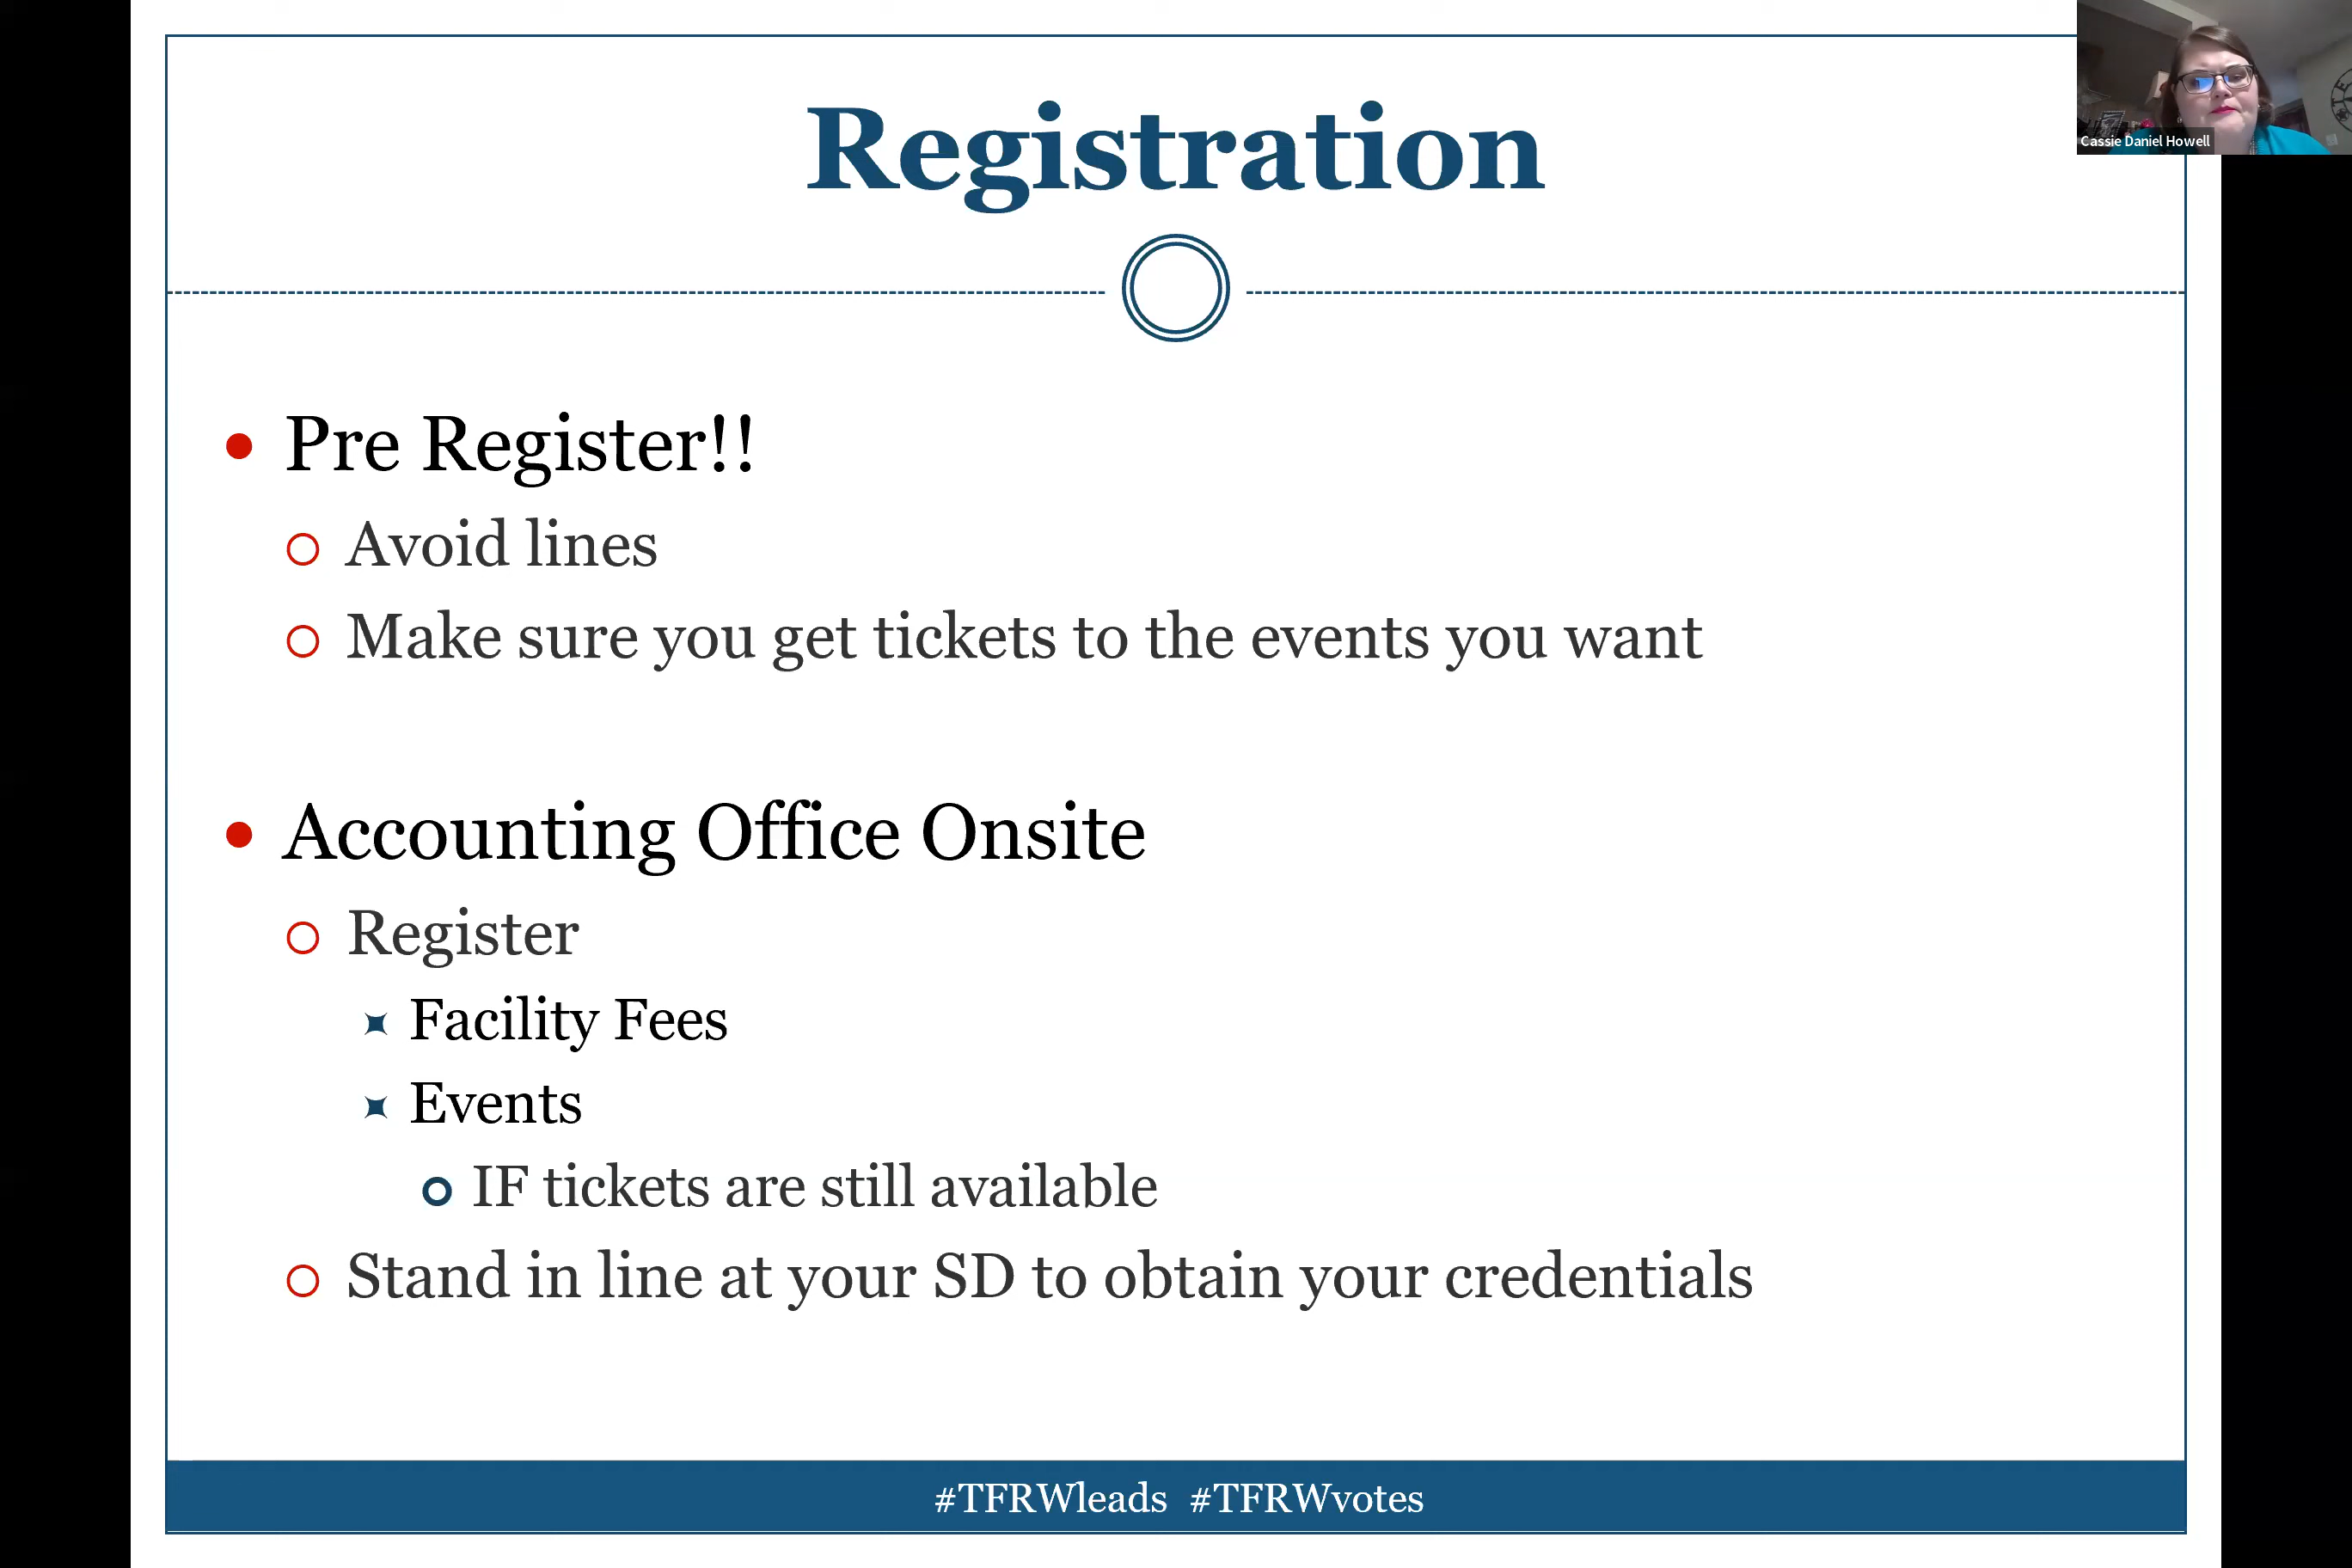 Registration
Cassie Daniel Howell
Pre Register!!
Avoid lines
Make sure you get tickets to the events you want
Accounting Office Onsite
Register
Facility Fees
Events
IF tickets are still available
Stand in line at your SD to obtain your credentials
#TFRWleads #TFRWvotes